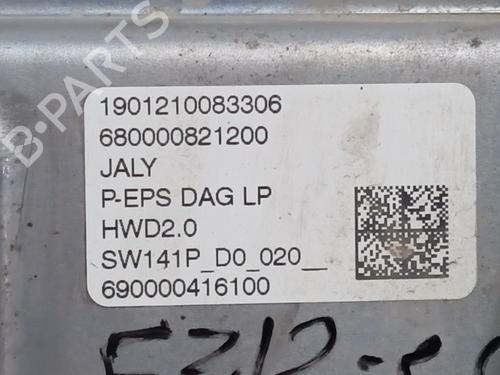 B-PARTS
1901210083306
680000821200
JALY
P-EPS DAG LP
HWD2.0
SW141P_D0_020__
690000416100